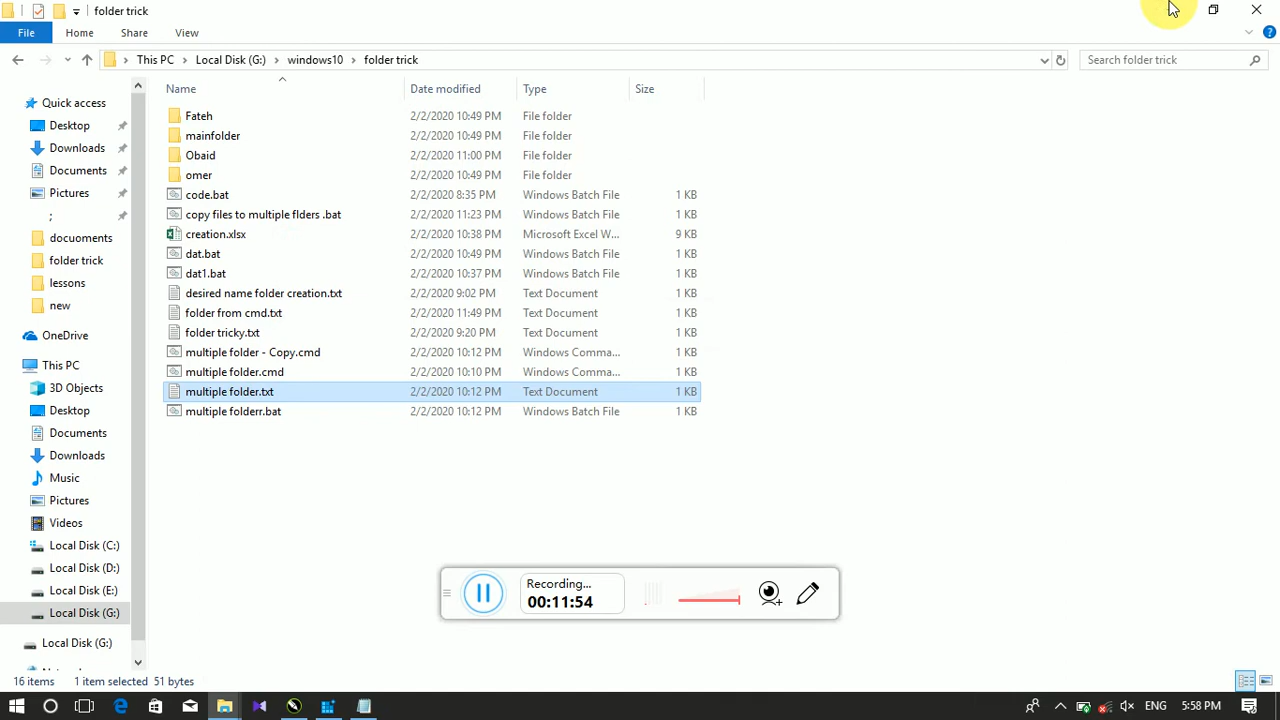 folder trick
File Home Share View
This PC Local Disk (G:) windows10 folder trick Search folder trick
Name Date modified Type Size
Quick access
Desktop
Downloads
Documents
Pictures
;
docuoments
folder trick
lessons
new
OneDrive
This PC
3D Objects
Desktop
Documents
Downloads
Music
Pictures
Videos
Local Disk (C:)
Local Disk (D:)
Local Disk (E:)
Local Disk (G:)
Local Disk (G:)
Fateh 2/2/2020 10:49 PM File folder
mainfolder 2/2/2020 10:49 PM File folder
Obaid 2/2/2020 11:00 PM File folder
omer 2/2/2020 10:49 PM File folder
code.bat 2/2/2020 8:35 PM Windows Batch File 1 KB
copy files to multiple flders .bat 2/2/2020 11:23 PM Windows Batch File 1 KB
creation.xlsx 2/2/2020 10:38 PM Microsoft Excel W... 9 KB
dat.bat 2/2/2020 10:49 PM Windows Batch File 1 KB
dat1.bat 2/2/2020 10:37 PM Windows Batch File 1 KB
desired name folder creation.txt 2/2/2020 9:02 PM Text Document 1 KB
folder from cmd.txt 2/2/2020 11:49 PM Text Document 1 KB
folder tricky.txt 2/2/2020 9:20 PM Text Document 1 KB
multiple folder - Copy.cmd 2/2/2020 10:12 PM Windows Comma... 1 KB
multiple folder.cmd 2/2/2020 10:10 PM Windows Comma... 1 KB
multiple folder.txt 2/2/2020 10:12 PM Text Document 1 KB
multiple folderr.bat 2/2/2020 10:12 PM Windows Batch File 1 KB
Recording...
00:11:54
16 items 1 item selected 51 bytes
ENG 5:58 PM